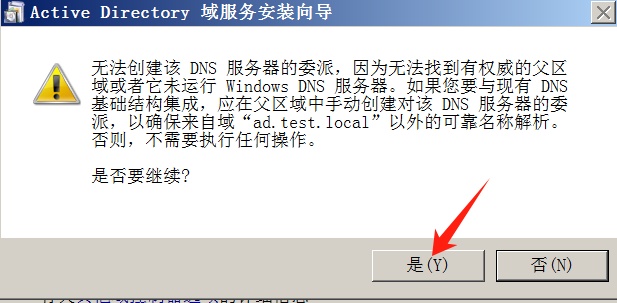 Active Directory 域服务安装向导
无法创建该 DNS 服务器的委派，因为无法找到有权威的父区
域或者它未运行 Windows DNS 服务器。如果您要与现有 DNS
基础结构集成，应在父区域中手动创建对该 DNS 服务器的委
派，以确保来自域“ad.test.local”以外的可靠名称解析。
否则，不需要执行任何操作。
是否要继续?
是(Y)
否(N)